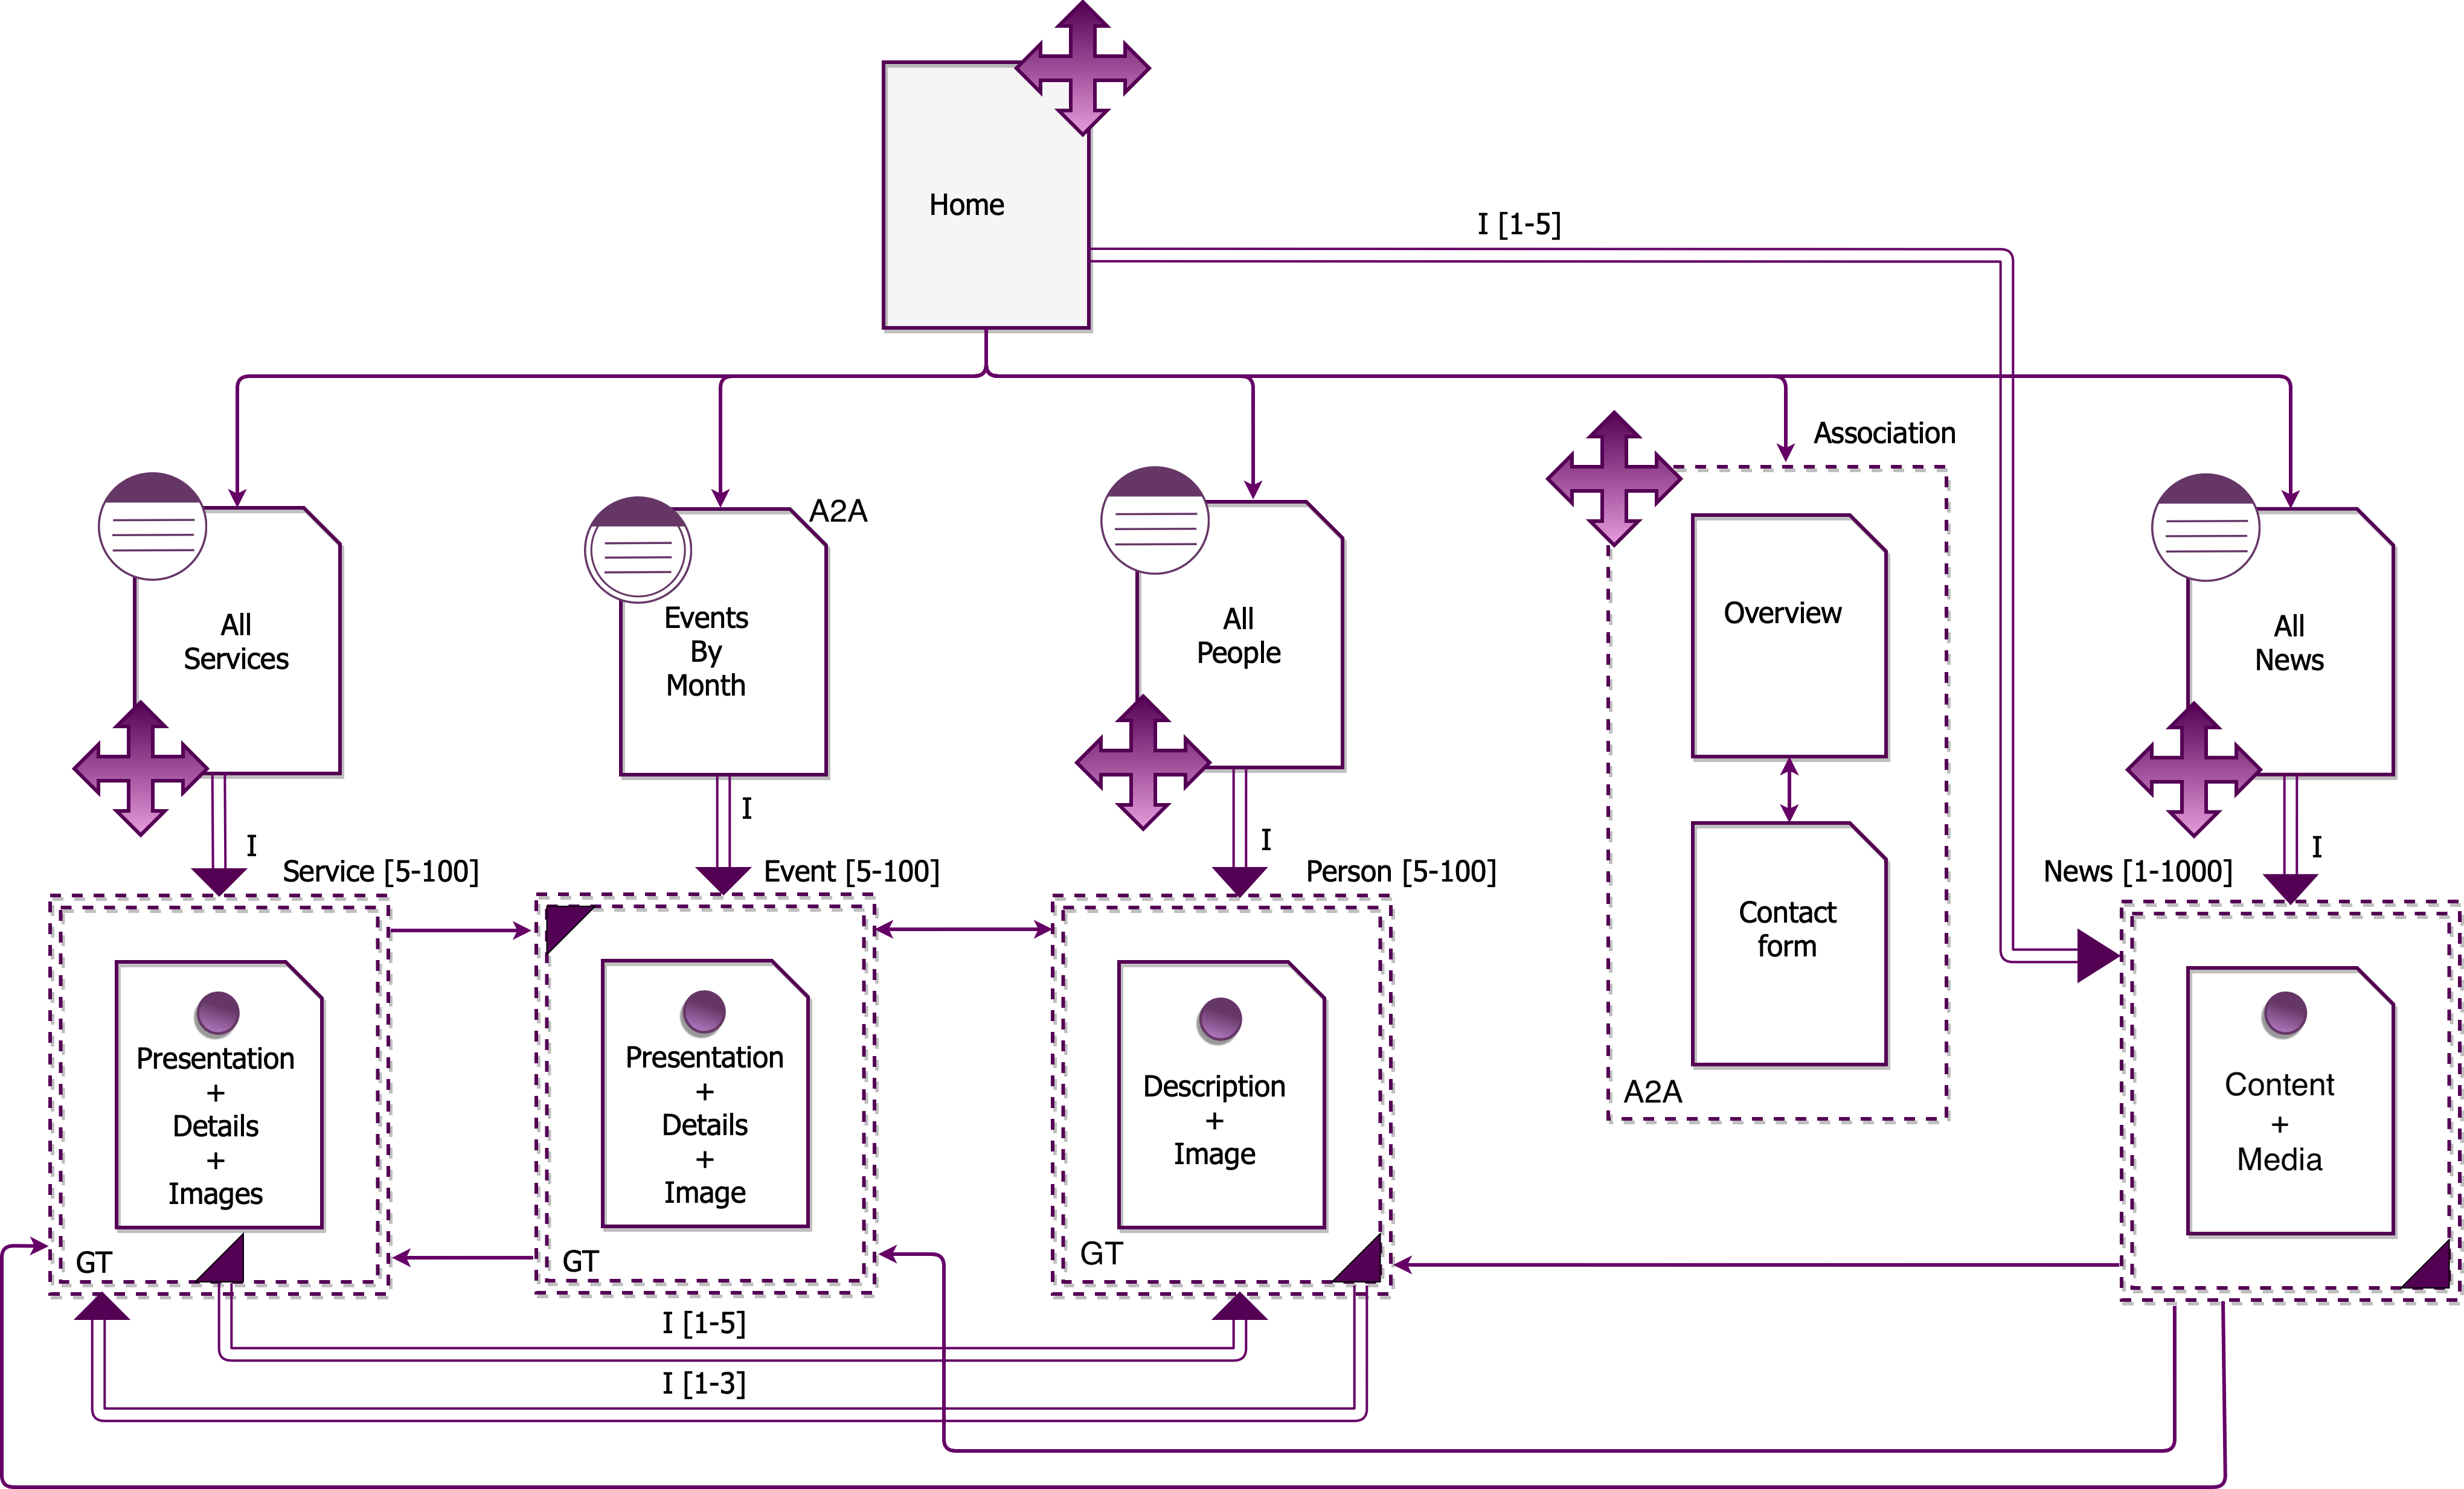 Home
I [1-5]
Association
A2A
All
Services
Events
By
Month
All
People
Overview
All
News
I
I
I
I
Service [5-100]
Event [5-100]
Person [5-100]
News [1-1000]
Contact
form
Presentation
+
Details
+
Images
Presentation
+
Details
+
Image
Description
+
Image
A2A
Content
+
Media
GT
GT
GT
I [1-5]
I [1-3]